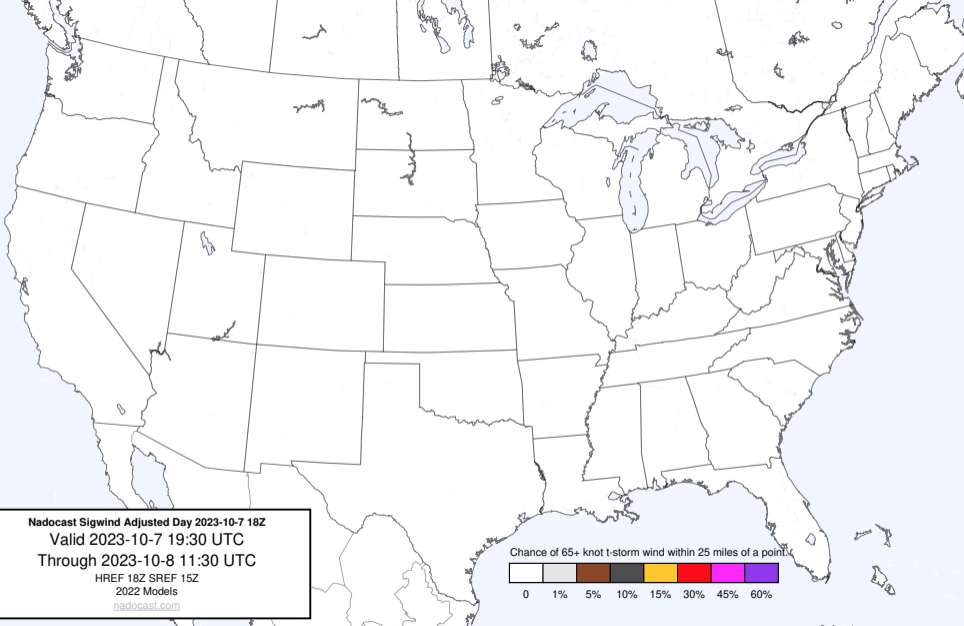 Nadocast Sigwind Adjusted Day 2023-10-7 18Z
Valid 2023-10-7 19:30 UTC
Through 2023-10-8 11:30 UTC
HREF 18Z SREF 15Z
2022 Models
nadocast.com
Chance of 65+ knot t-storm wind within 25 miles of a point.
0 1% 5% 10% 15% 30% 45% 60%